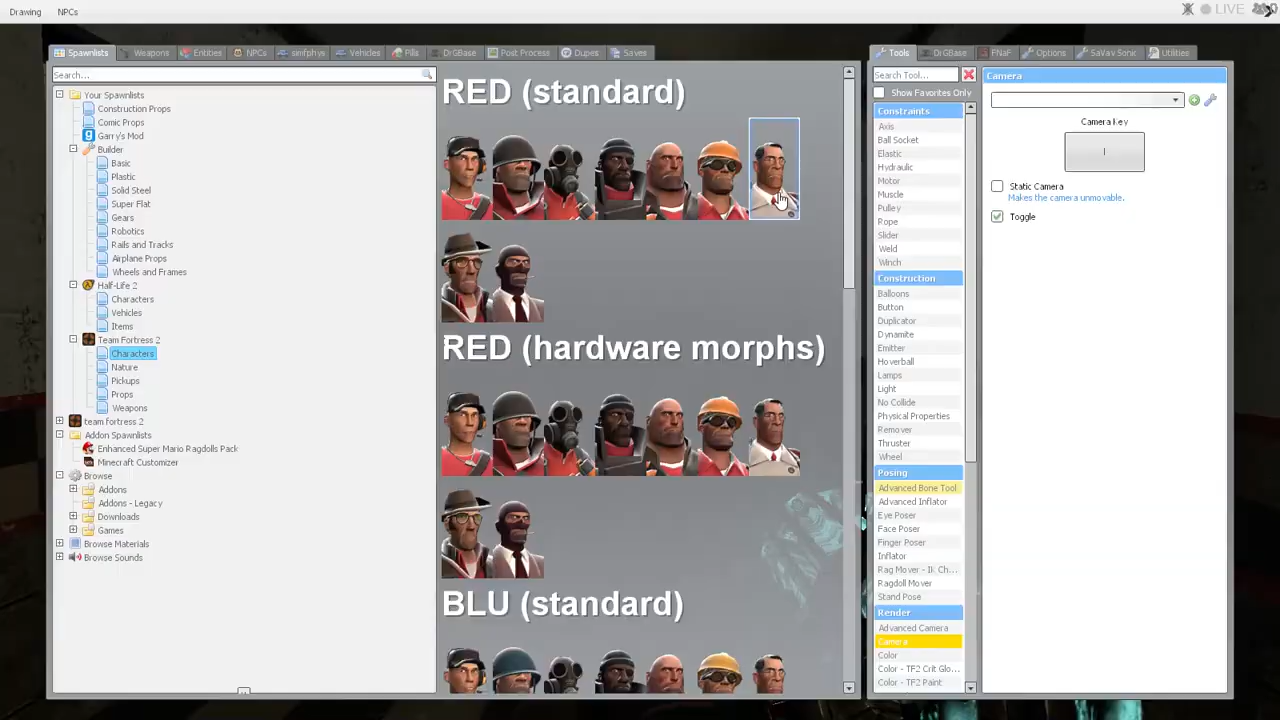 Drawing NPCs LIVE 0
Spawnlists Weapons Entities NPCs simfphys Vehicles Pills DrGBase Post Process Dupes Saves
Search...
Your Spawnlists
Construction Props
Comic Props
Garry's Mod
Builder
Basic
Plastic
Solid Steel
Super Flat
Gears
Robotics
Rails and Tracks
Airplane Props
Wheels and Frames
Half-Life 2
Characters
Vehicles
Items
Team Fortress 2
Characters
Nature
Pickups
Props
Weapons
team fortress 2
Addon Spawnlists
Enhanced Super Mario Ragdolls Pack
Minecraft Customizer
Browse
Addons
Addons - Legacy
Downloads
Games
Browse Materials
Browse Sounds
RED (standard)
RED (hardware morphs)
BLU (standard)
Tools DrGBase FNaF Options SaVav Sonic Utilities
Search Tool...
Show Favorites Only
Constraints
Axis
Ball Socket
Elastic
Hydraulic
Motor
Muscle
Pulley
Rope
Slider
Weld
Winch
Construction
Balloons
Button
Duplicator
Dynamite
Emitter
Hoverball
Lamps
Light
No Collide
Physical Properties
Remover
Thruster
Wheel
Posing
Advanced Bone Tool
Advanced Inflator
Eye Poser
Face Poser
Finger Poser
Inflator
Rag Mover - Ik Ch...
Ragdoll Mover
Stand Pose
Render
Advanced Camera
Camera
Color
Color - TF2 Crit Glo...
Color - TF2 Paint
Camera
Camera Key
I
Static Camera
Makes the camera unmovable.
Toggle